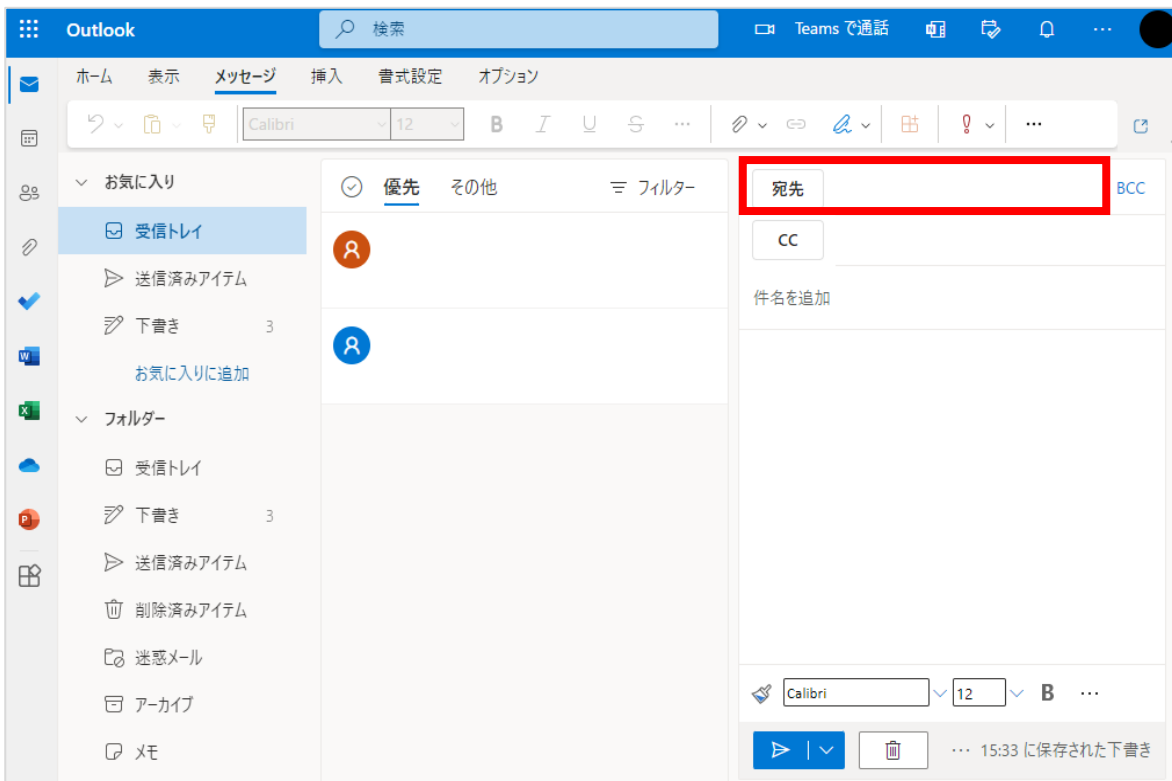 Outlook
検索
Teams で通話
ホーム 表示 メッセージ 挿入 書式設定 オプション
Calibri 12 B I U S
お気に入り
受信トレイ
送信済みアイテム
下書き 3
お気に入りに追加
フォルダー
受信トレイ
下書き 3
送信済みアイテム
削除済みアイテム
迷惑メール
アーカイブ
メモ
優先 その他 フィルター
宛先 BCC
CC
件名を追加
Calibri 12 B
15:33 に保存された下書き